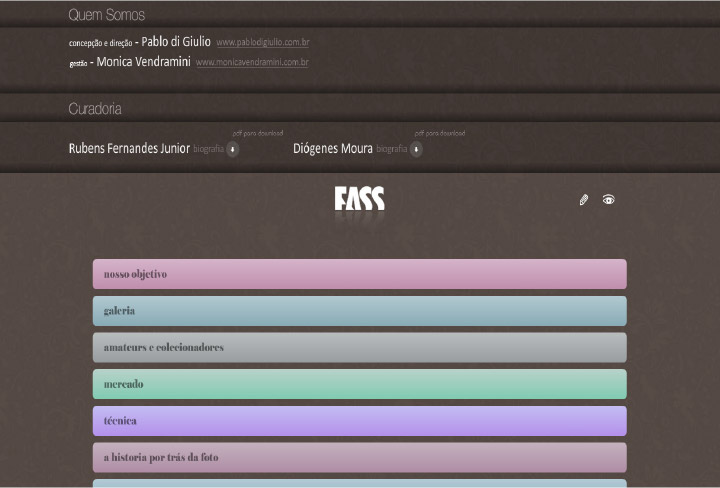 Quem Somos
concepção e direção - Pablo di Giulio www.pablodigiulio.com.br
gestão - Monica Vendramini www.monicavendramini.com.br
Curadoria
pdf para download pdf para download
Rubens Fernandes Junior biografia Diógenes Moura biografia
FASS
nosso objetivo
galeria
amateurs e colecionadores
mercado
técnica
a historia por trás da foto